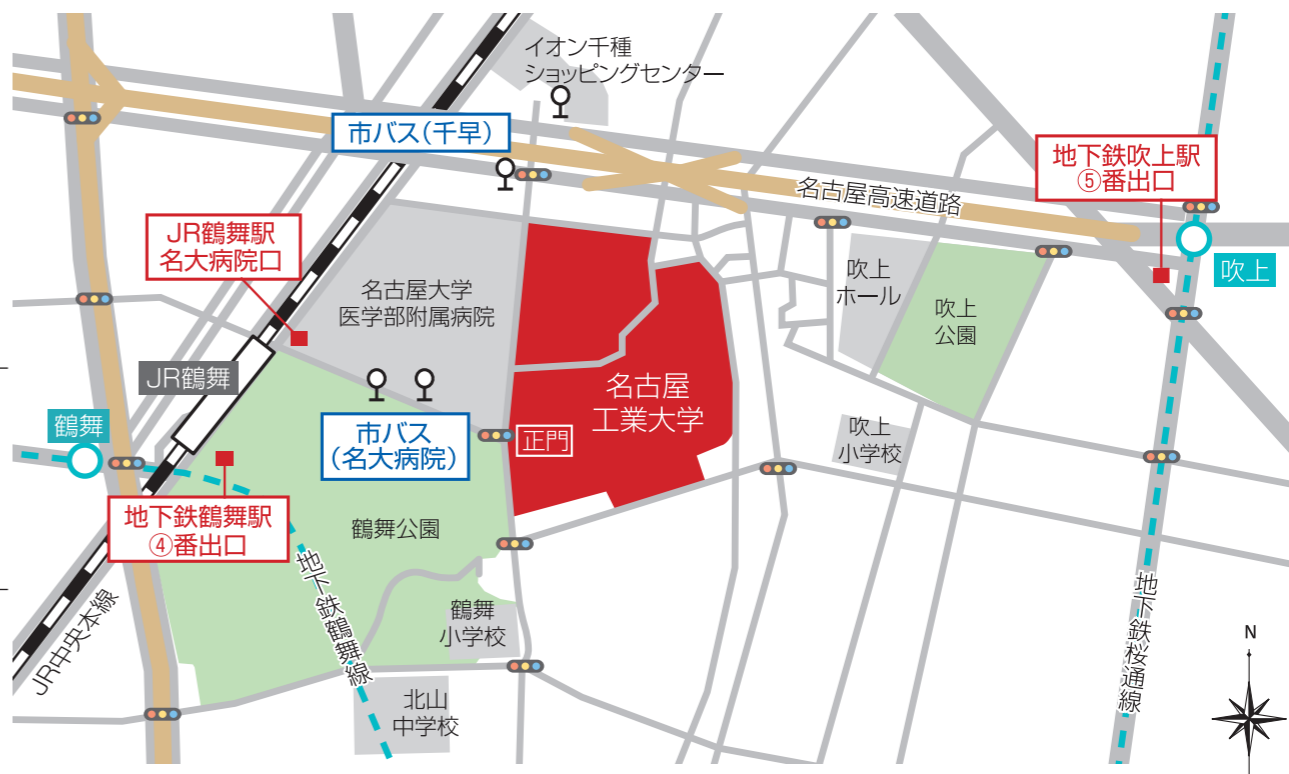 イオン千種
ショッピングセンター
市バス(千早)
地下鉄吹上駅
⑤番出口
名古屋高速道路
JR鶴舞駅
名大病院口
吹上
名古屋大学
医学部附属病院
吹上
ホール
吹上
公園
JR鶴舞
名古屋
工業大学
鶴舞
市バス
(名大病院)
正門
吹上
小学校
地下鉄鶴舞駅
④番出口
鶴舞公園
地下鉄鶴舞線
JR中央本線
鶴舞
小学校
地下鉄桜通線
北山
中学校
N